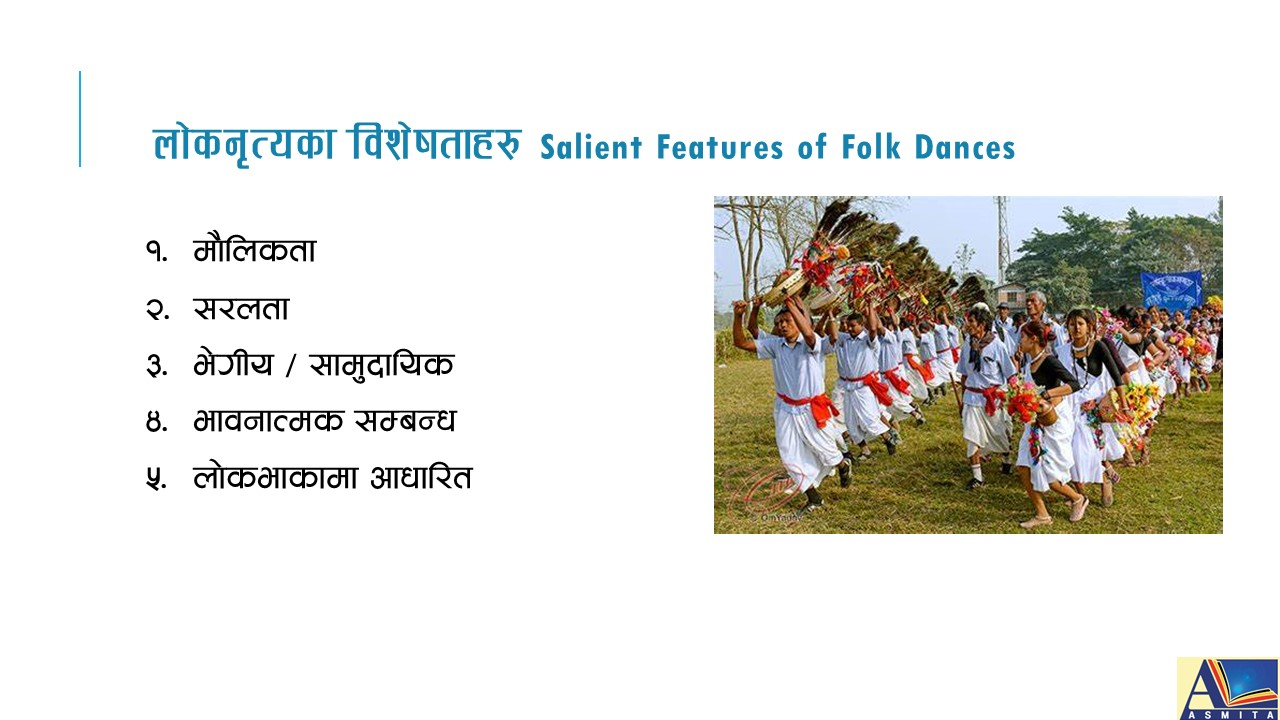 लोकनृत्यका विशेषताहरु Salient Features of Folk Dances
१. मौलिकता
२. सरलता
३. भेगीय / सामुदायिक
४. भावनात्मक सम्बन्ध
५. लोकभाकामा आधारित
ASMITA